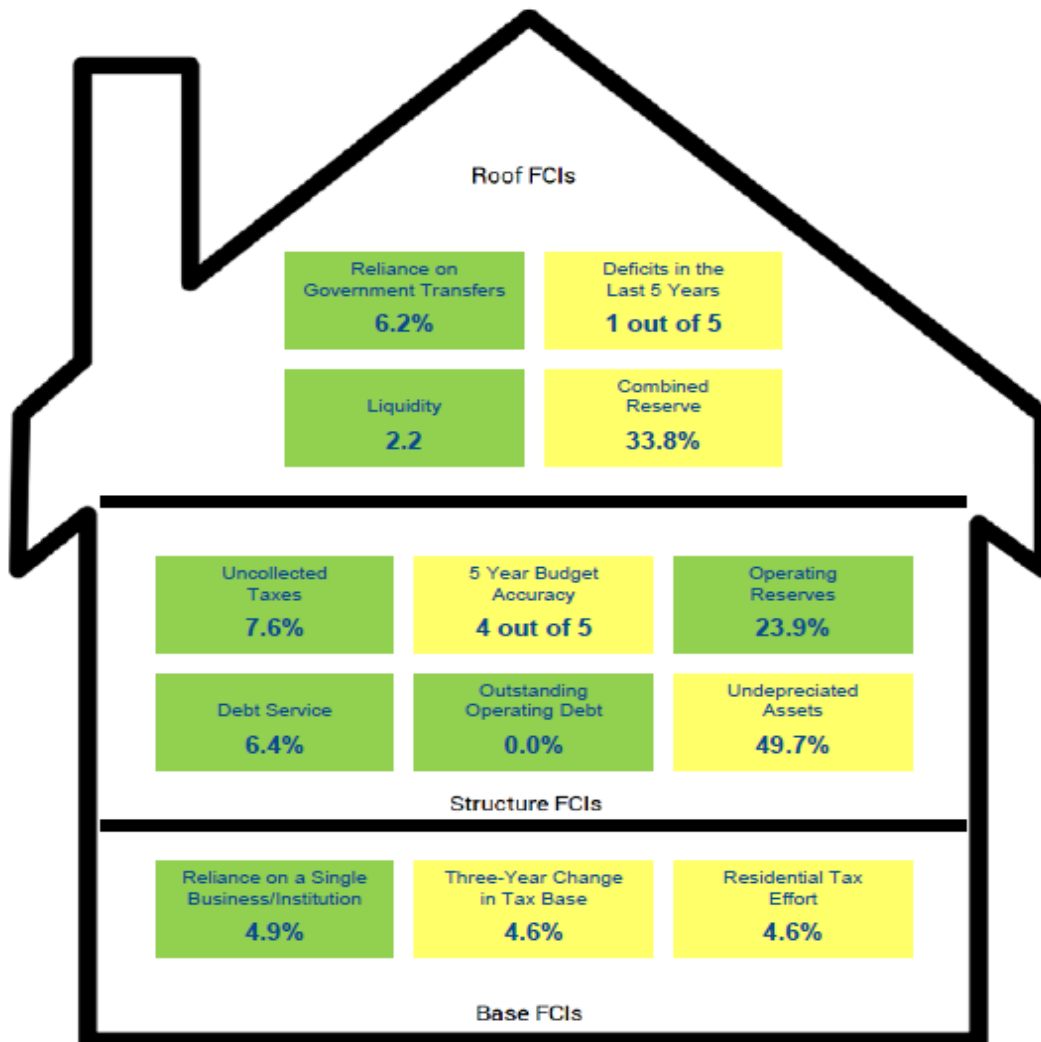 Roof FCIs
Reliance on
Government Transfers
6.2%
Deficits in the
Last 5 Years
1 out of 5
Liquidity
2.2
Combined
Reserve
33.8%
Uncollected
Taxes
7.6%
5 Year Budget
Accuracy
4 out of 5
Operating
Reserves
23.9%
Debt Service
6.4%
Outstanding
Operating Debt
0.0%
Undepreciated
Assets
49.7%
Structure FCIs
Reliance on a Single
Business/Institution
4.9%
Three-Year Change
in Tax Base
4.6%
Residential Tax
Effort
4.6%
Base FCIs